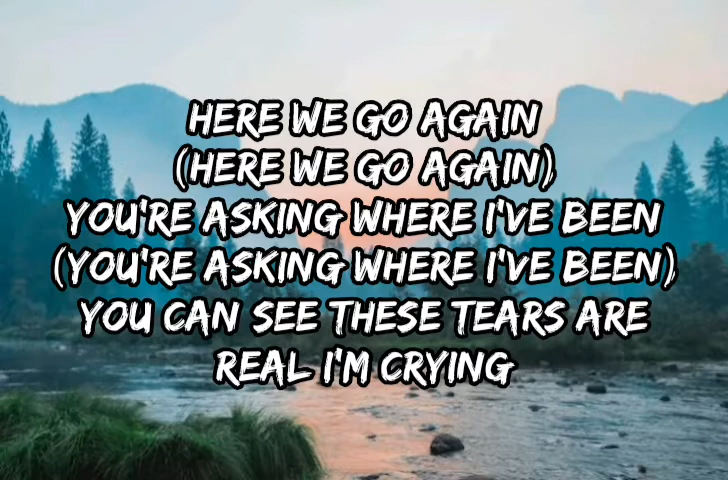 HERE WE GO AGAIN
(HERE WE GO AGAIN)
YOU'RE ASKING WHERE I'VE BEEN
(YOU'RE ASKING WHERE I'VE BEEN)
YOU CAN SEE THESE TEARS ARE
REAL I'M CRYING